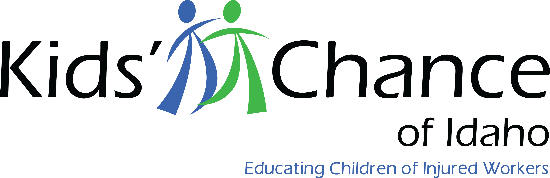 Kids' Chance
of Idaho
Educating Children of Injured Workers